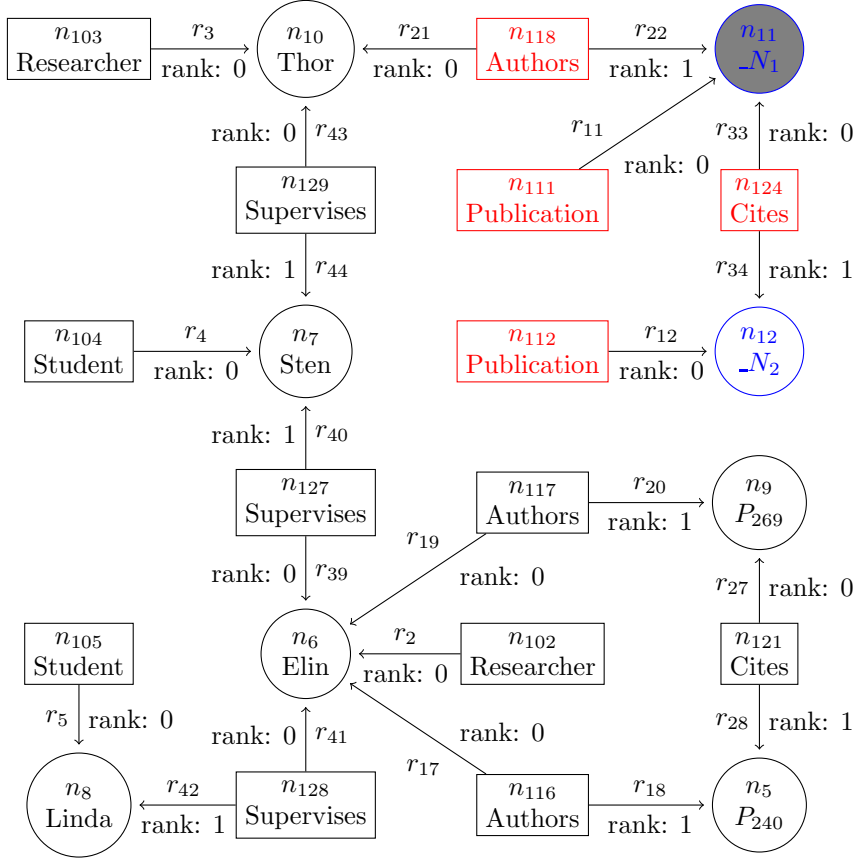 n103 r3 n10 r21 n118 r22 n11
Researcher rank: 0 Thor rank: 0 Authors rank: 1 _N1
rank: 0 r43 r11 r33 rank: 0
n129 rank: 0
Supervises n111 n124
Publication Cites
rank: 1 r44 r34 rank: 1
n104 r4 n7 n112 r12 n12
Student rank: 0 Sten Publication rank: 0 _N2
rank: 1 r40
n127 n117 r20 n9
Supervises Authors rank: 1 P269
rank: 0 r39 r19 rank: 0 r27 rank: 0
n105 n6 r2 n102 n121
Student Elin rank: 0 Researcher Cites
r5 rank: 0 rank: 0 r41 r17 rank: 0 r28 rank: 1
n8 r42 n128 n116 r18 n5
Linda rank: 1 Supervises Authors rank: 1 P240